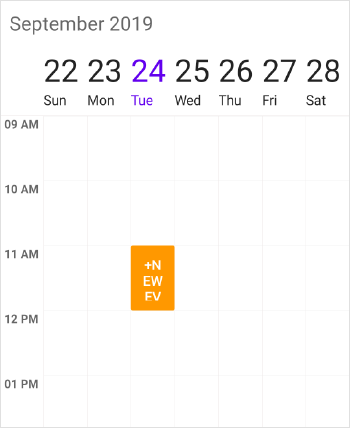 September 2019
22 23 24 25 26 27 28
Sun Mon Tue Wed Thu Fri Sat
09 AM
10 AM
11 AM
+N
EW
EV
12 PM
01 PM